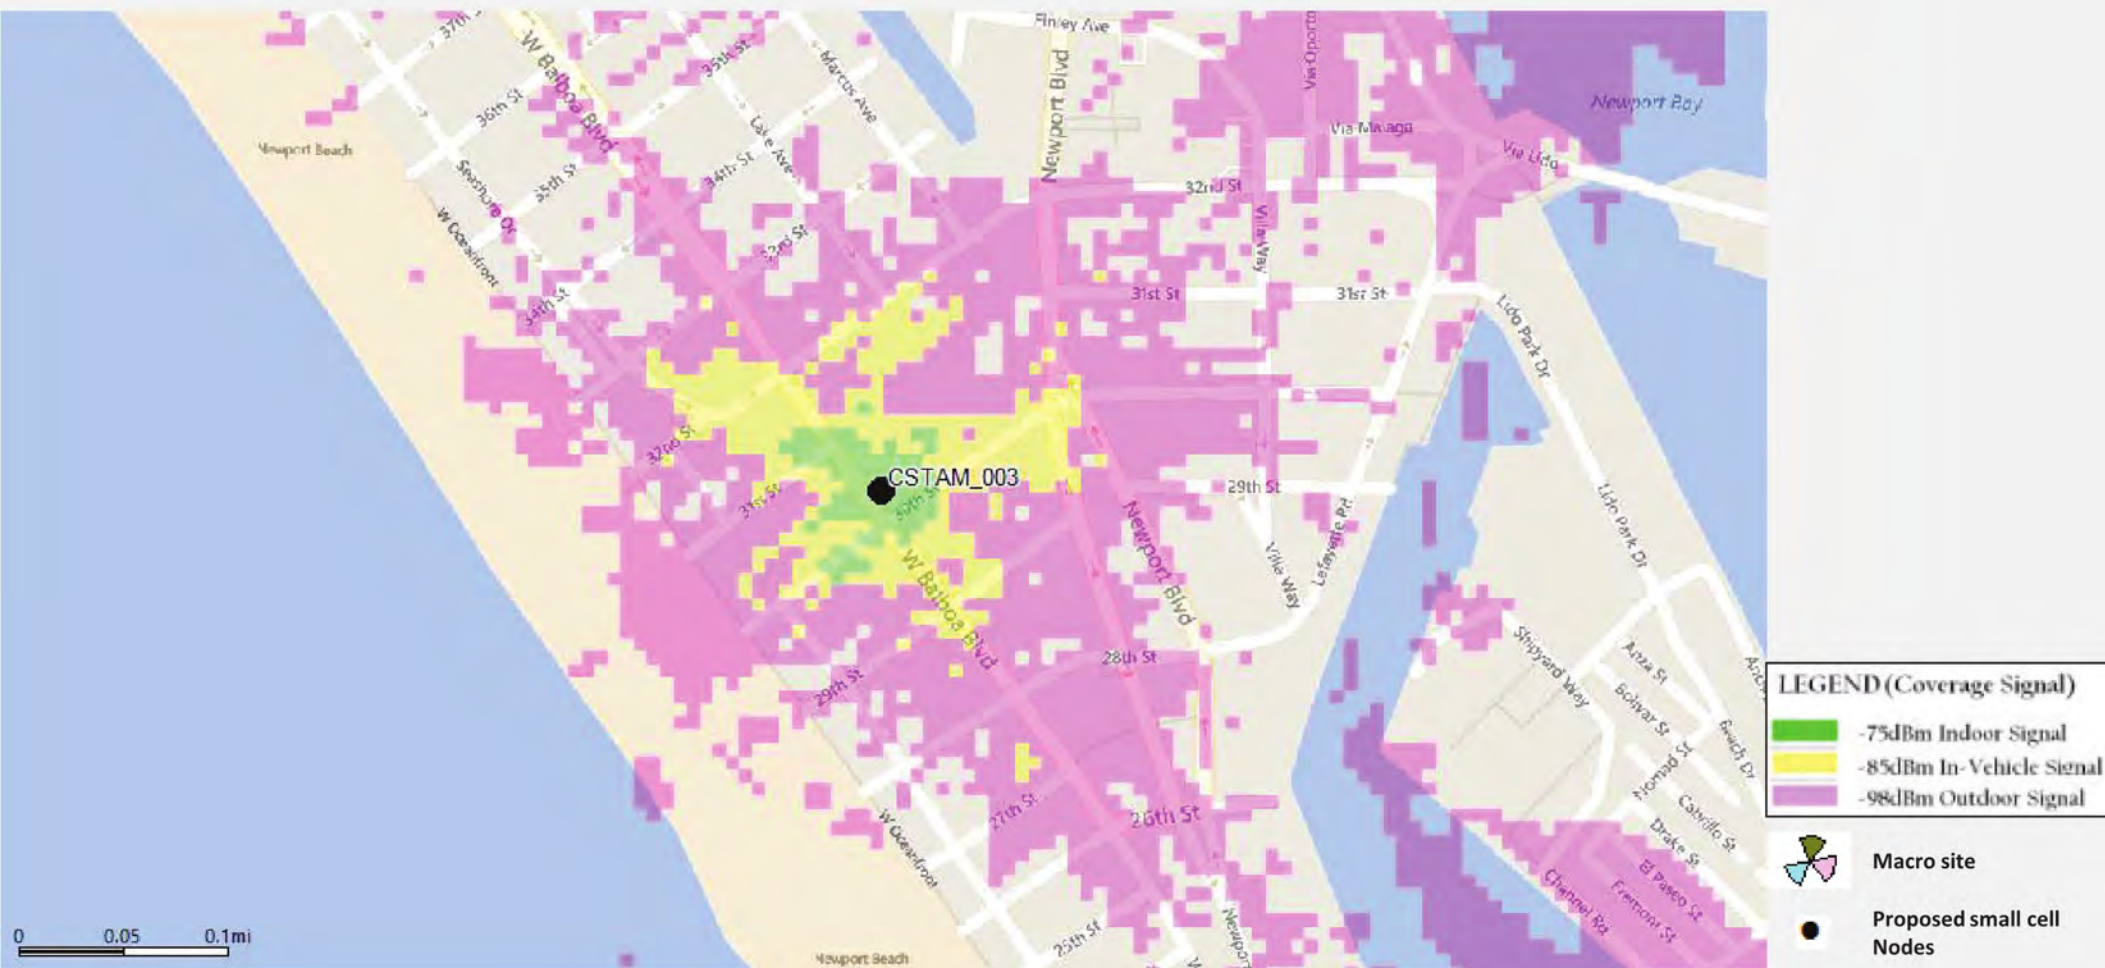 37th St
Finley Ave
W Balboa Blvd
35th St
Marcus Ave
Newport Blvd
Via Oporto
Newport Bay
36th St
Lake Ave
Via Malaga
Newport Beach
Via Lido
Seashore Dr
35th St
34th St
32nd St
W Oceanfront
33rd St
Villa Way
34th St
31st St
31st St
Lido Park Dr
32nd St
CSTAM_003
31st St
30th St
29th St
Newport Blvd
Lafayette Rd
Lido Park Dr
W Balboa Blvd
Villa Way
28th St
Shipyard Way
Anza St
29th St
Bolivar St
Beach Dr
Nomad St
27th St
26th St
Cabrillo St
W Oceanfront
Drake St
El Paseo St
Channel Rd
Fremont St
25th St
Newport
W
Newport Beach
0 0.05 0.1mi
LEGEND (Coverage Signal)
-75dBm Indoor Signal
-85dBm In-Vehicle Signal
-98dBm Outdoor Signal
Macro site
Proposed small cell
Nodes